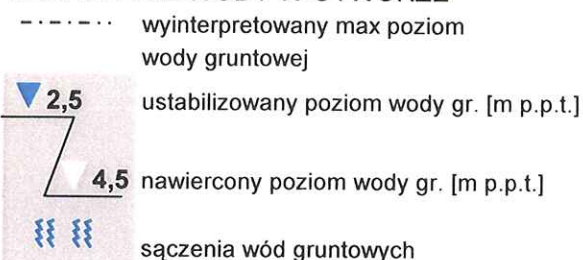 wyinterpretowany max poziom
wody gruntowej
2,5 ustabilizowany poziom wody gr. [m p.p.t.]
4,5 nawiercony poziom wody gr. [m p.p.t.]
sączenia wód gruntowych